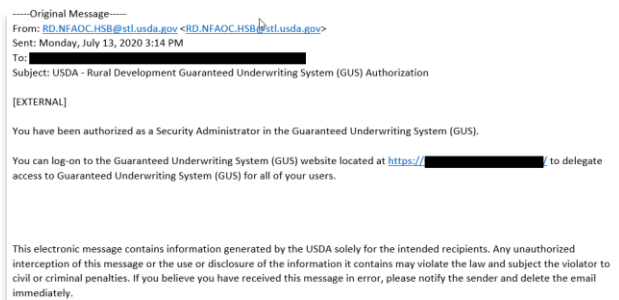 -----Original Message-----
From: RD.NFAOC.HSB@stl.usda.gov <RD.NFAOC.HSB@stl.usda.gov>
Sent: Monday, July 13, 2020 3:14 PM
To:
Subject: USDA - Rural Development Guaranteed Underwriting System (GUS) Authorization
[EXTERNAL]
You have been authorized as a Security Administrator in the Guaranteed Underwriting System (GUS).
You can log-on to the Guaranteed Underwriting System (GUS) website located at https:// / to delegate
access to Guaranteed Underwriting System (GUS) for all of your users.
This electronic message contains information generated by the USDA solely for the intended recipients. Any unauthorized
interception of this message or the use or disclosure of the information it contains may violate the law and subject the violator to
civil or criminal penalties. If you believe you have received this message in error, please notify the sender and delete the email
immediately.